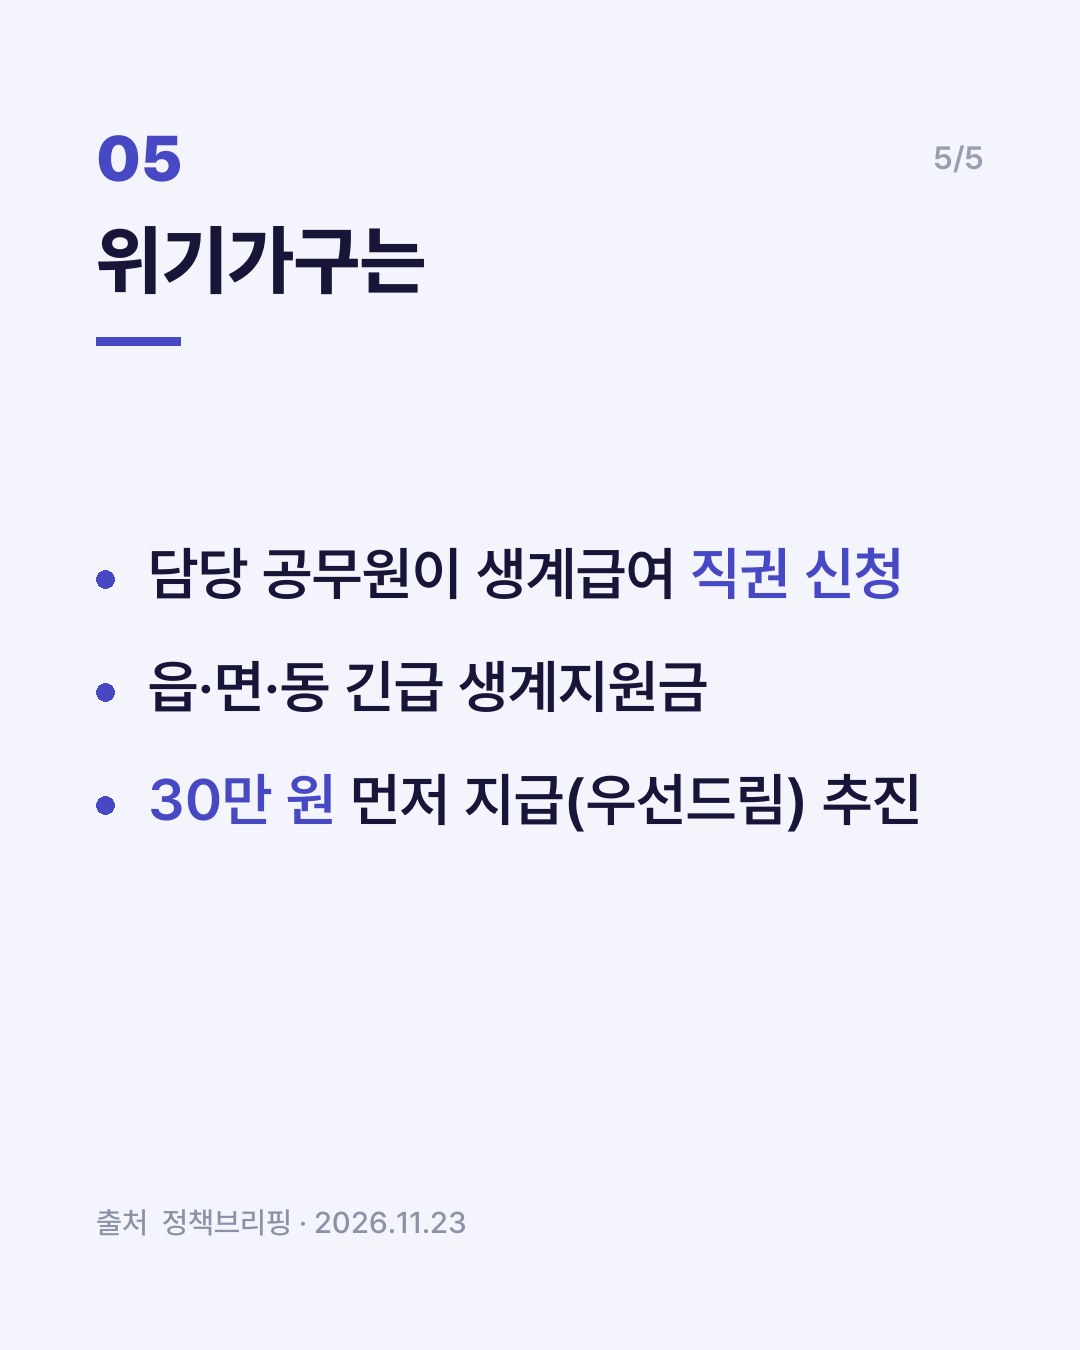 05
5/5
위기가구는
담당 공무원이 생계급여 직권 신청
읍·면·동 긴급 생계지원금
30만 원 먼저 지급(우선드림) 추진
출처 정책브리핑 · 2026.11.23